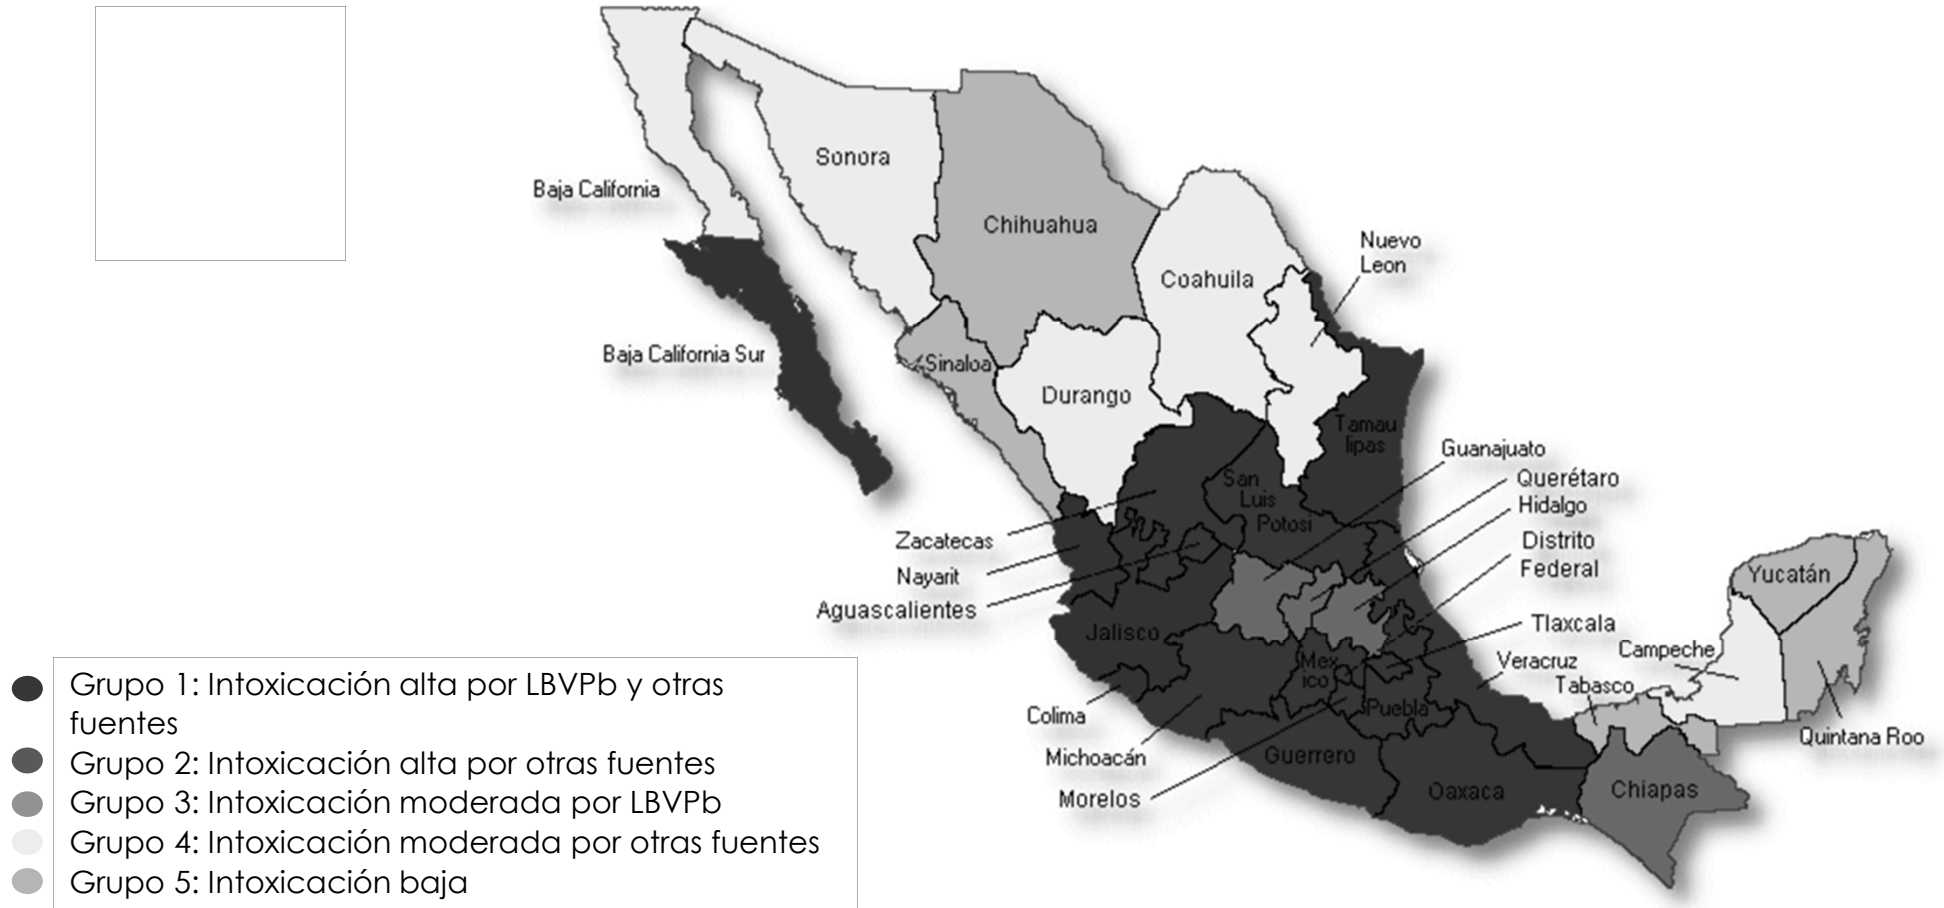 Sonora
Baja California
Chihuahua
Nuevo
Leon
Coahuila
Baja California Sur
Sinaloa
Durango
Tamau
lipas
Guanajuato
San
Luis
Potosi
Querétaro
Hidalgo
Zacatecas
Distrito
Federal
Nayarit
Yucatán
Aguascalientes
Tlaxcala
Jalisco
Campeche
Mex
ico
Veracruz
Tabasco
Colima
Puebla
Quintana Roo
Michoacán
Guerrero
Morelos
Oaxaca
Chiapas
Grupo 1: Intoxicación alta por LBVPb y otras
fuentes
Grupo 2: Intoxicación alta por otras fuentes
Grupo 3: Intoxicación moderada por LBVPb
Grupo 4: Intoxicación moderada por otras fuentes
Grupo 5: Intoxicación baja